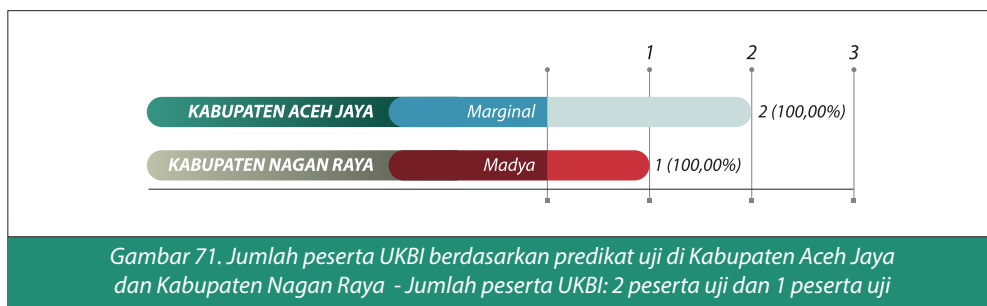 1 2 3
KABUPATEN ACEH JAYA Marginal 2 (100,00%)
KABUPATEN NAGAN RAYA Madya 1 (100,00%)
Gambar 71. Jumlah peserta UKBI berdasarkan predikat uji di Kabupaten Aceh Jaya
dan Kabupaten Nagan Raya - Jumlah peserta UKBI: 2 peserta uji dan 1 peserta uji